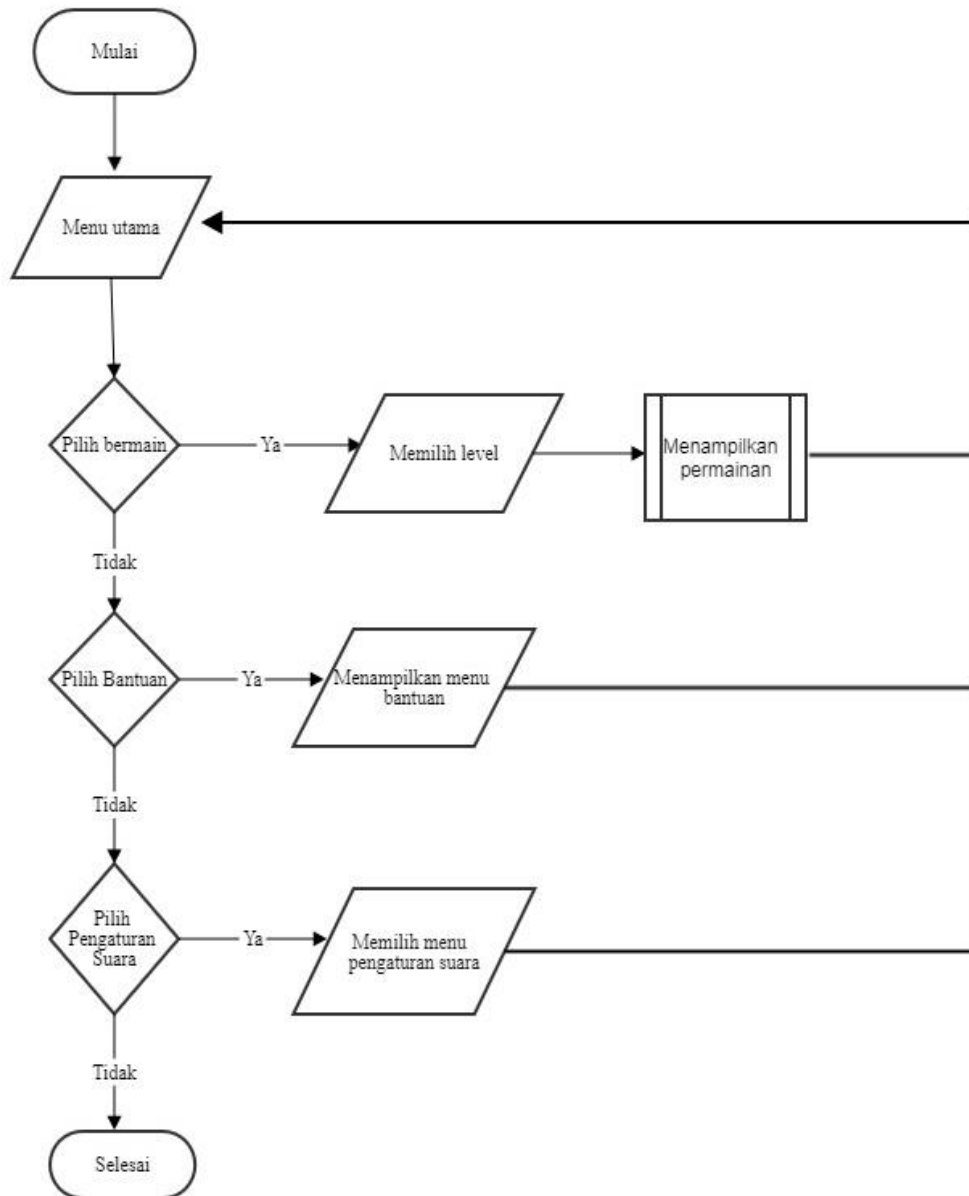 Mulai
Menu utama
Pilih bermain
Ya
Memilih level
Menampilkan
permainan
Tidak
Pilih Bantuan
Ya
Menampilkan menu
bantuan
Tidak
Pilih
Pengaturan
Suara
Ya
Memilih menu
pengaturan suara
Tidak
Selesai